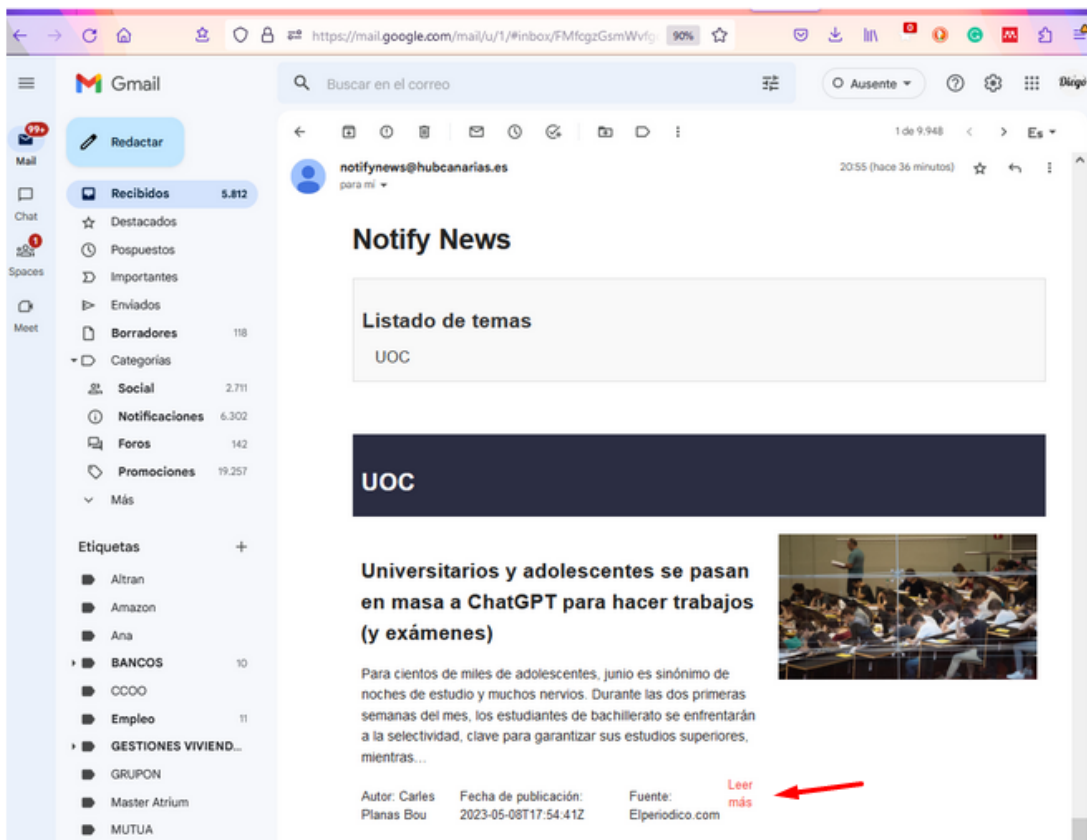 https://mail.google.com/mail/u/1/#inbox/FMfcgzGsmWvfg
90%
Gmail
Buscar en el correo
Ausente
Diego
99+
Mail
Redactar
1 de 9.948
Es
notifynews@hubcanarias.es
20:55 (hace 36 minutos)
para mí
Recibidos 5.812
Chat
Destacados
1
Pospuestos
Spaces
Importantes
Enviados
Meet
Borradores 118
Categorías
Social 2.711
Notificaciones 6.302
Foros 142
Promociones 19.257
Más
Etiquetas
Altran
Amazon
Ana
BANCOS 10
CCOO
Empleo 11
GESTIONES VIVIEND...
GRUPON
Master Atrium
MUTUA
Notify News
Listado de temas
UOC
UOC
Universitarios y adolescentes se pasan
en masa a ChatGPT para hacer trabajos
(y exámenes)
Para cientos de miles de adolescentes, junio es sinónimo de
noches de estudio y muchos nervios. Durante las dos primeras
semanas del mes, los estudiantes de bachillerato se enfrentarán
a la selectividad, clave para garantizar sus estudios superiores,
mientras…
Autor: Carles
Planas Bou
Fecha de publicación:
2023-05-08T17:54:41Z
Fuente:
Elperiodico.com
Leer
más